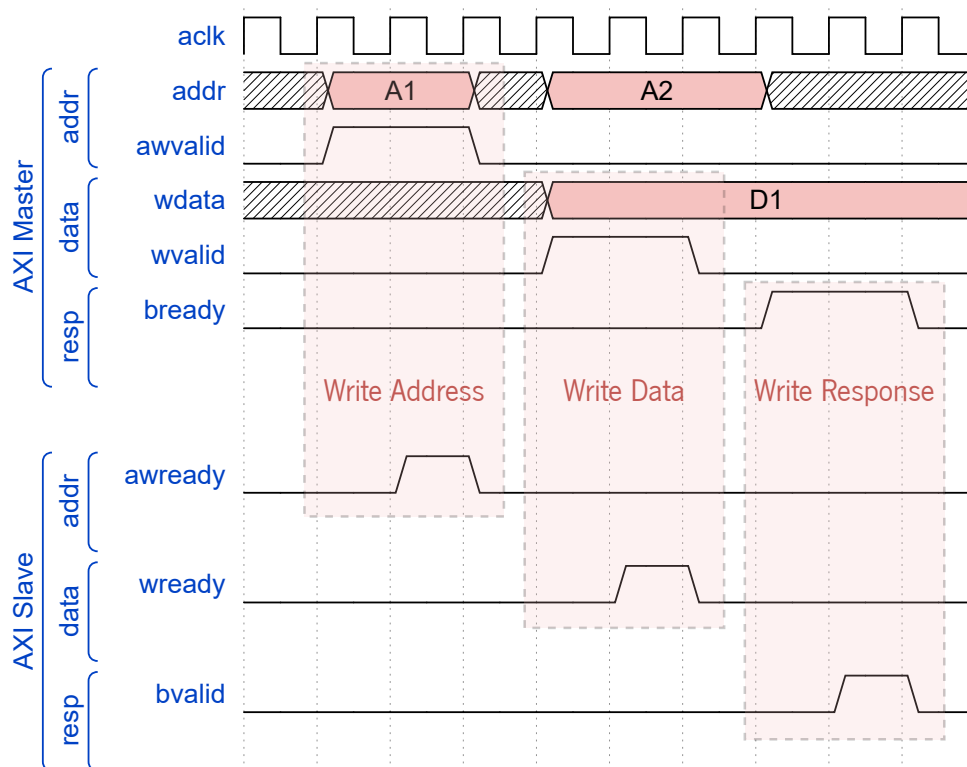 aclk
AXI Master
addr
addr
A1
A2
awvalid
data
wdata
D1
wvalid
resp
bready
Write Address
Write Data
Write Response
AXI Slave
addr
awready
data
wready
resp
bvalid